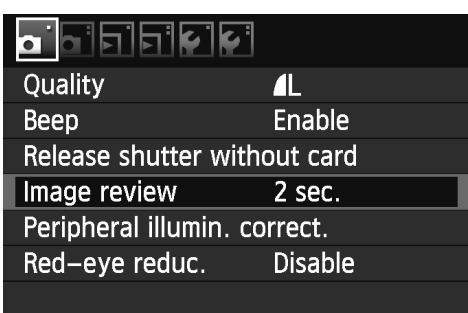 Quality L
Beep Enable
Release shutter without card
Image review 2 sec.
Peripheral illumin. correct.
Red-eye reduc. Disable